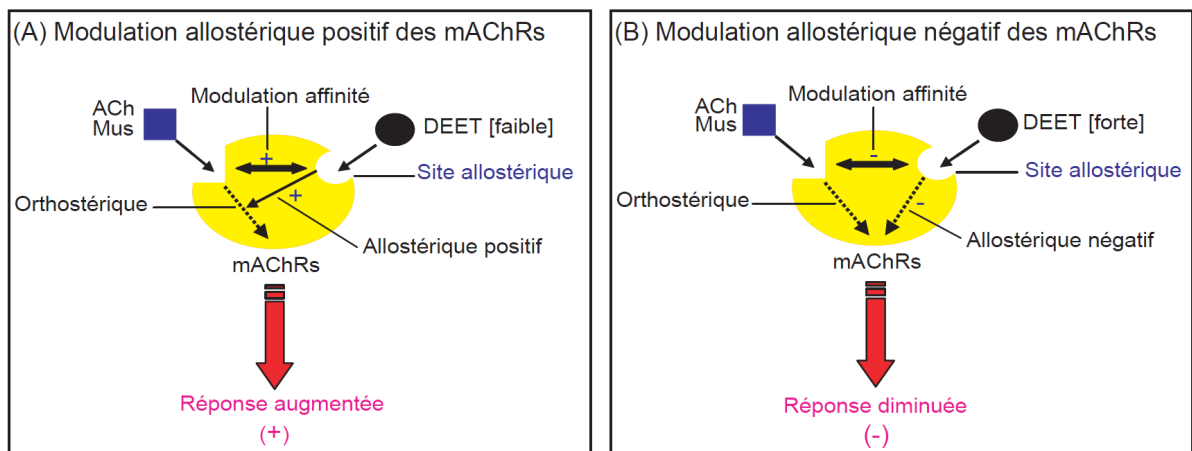 (A) Modulation allostérique positif des mAChRs
ACh
Mus
Modulation affinité
DEET [faible]
+
Site allostérique
+
Orthostérique
Allostérique positif
mAChRs
Réponse augmentée
(+)
(B) Modulation allostérique négatif des mAChRs
ACh
Mus
Modulation affinité
DEET [forte]
-
Site allostérique
-
Orthostérique
Allostérique négatif
mAChRs
Réponse diminuée
(-)